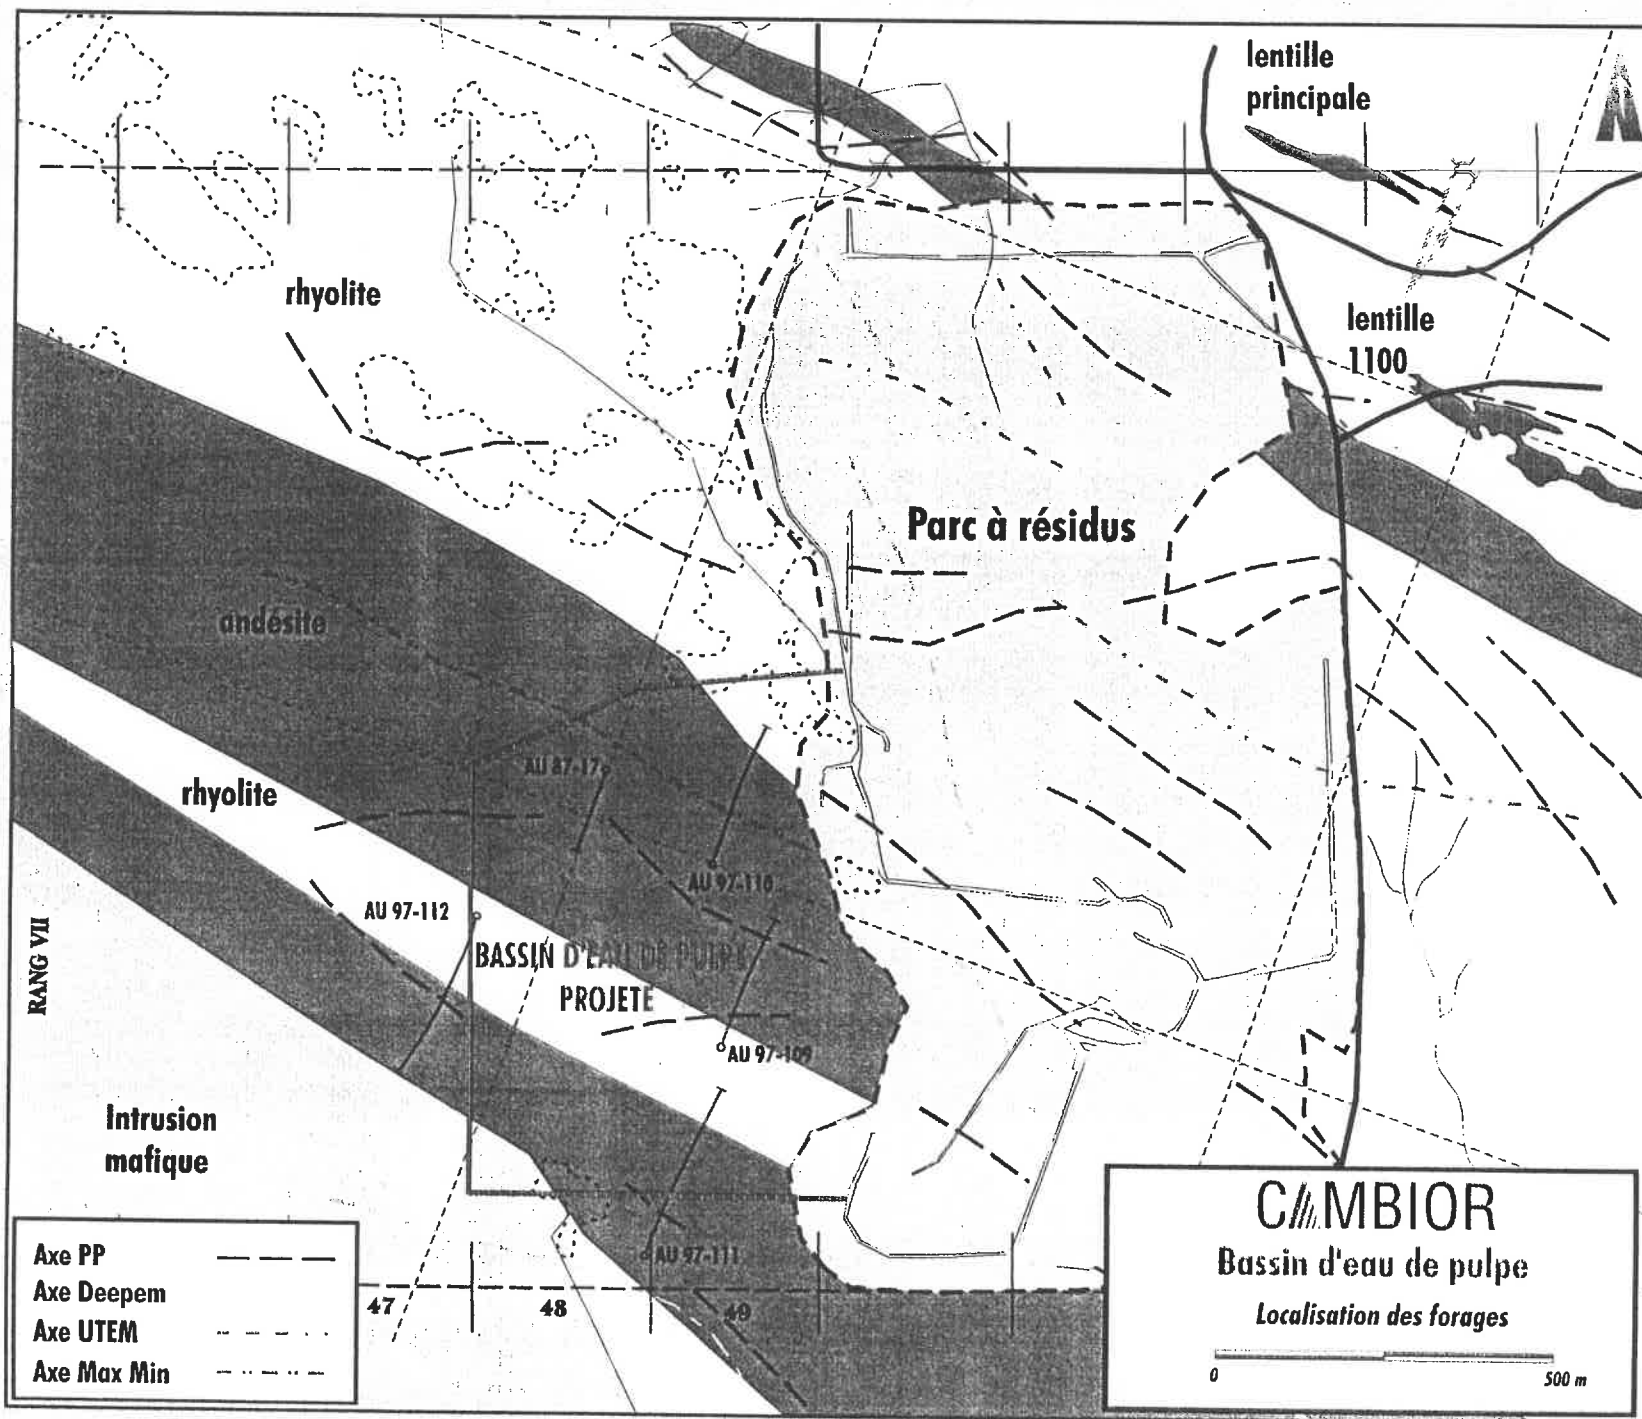 lentille
principale
N
rhyolite
lentille
1100
Parc à résidus
andésite
AU 87-17
rhyolite
AU 97-110
AU 97-112
RANG VII
BASSIN D'EAU DE PULPE
PROJETÉ
AU 97-109
Intrusion
mafique
AU 97-111
47
48
49
Axe PP
Axe Deepem
Axe UTEM
Axe Max Min
CAMBIOR
Bassin d'eau de pulpe
Localisation des forages
0
500 m